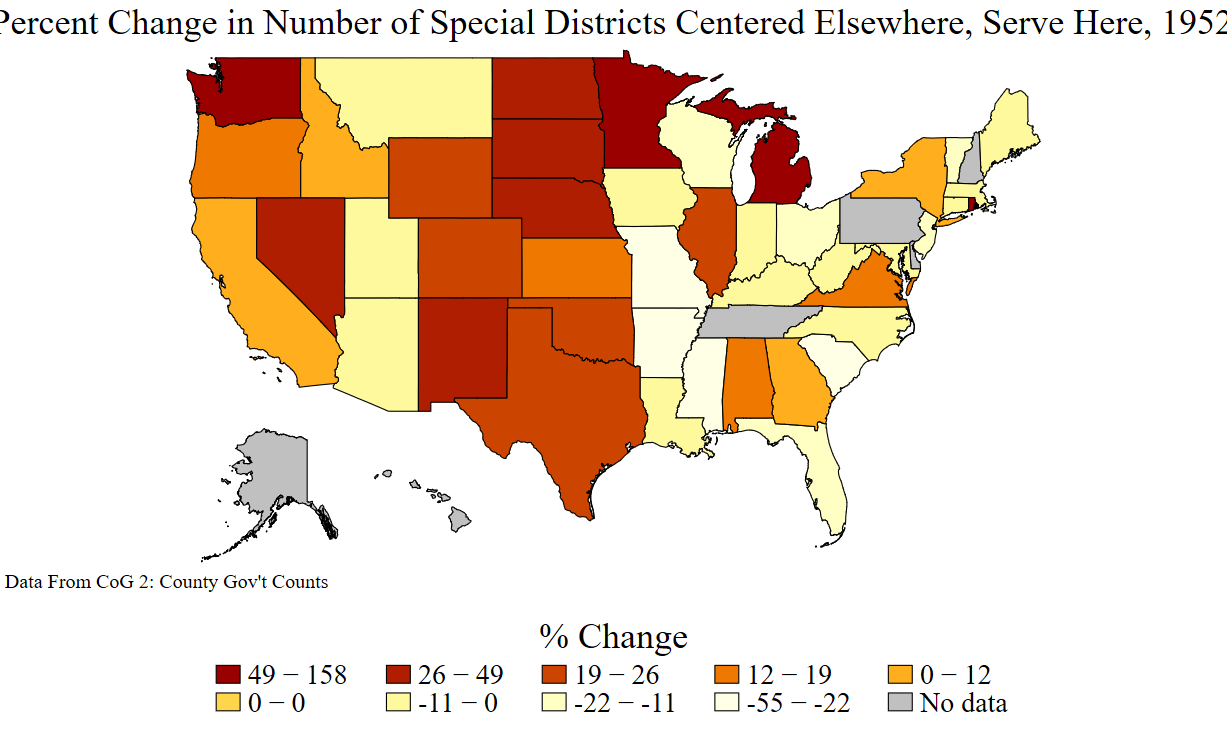 Percent Change in Number of Special Districts Centered Elsewhere, Serve Here, 1952
Data From CoG 2: County Gov't Counts
% Change
49 − 158 26 − 49 19 − 26 12 − 19 0 − 12
0 − 0 -11 − 0 -22 − -11 -55 − -22 No data